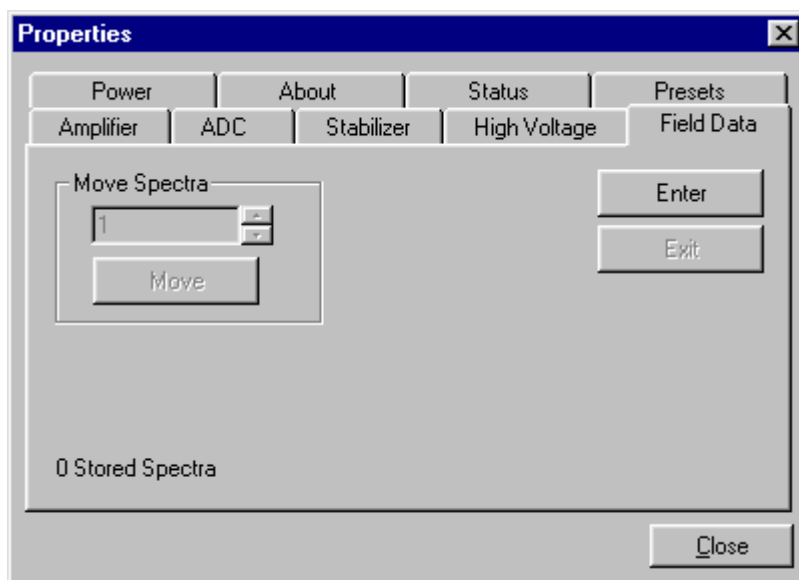 Properties
Power About Status Presets
Amplifier ADC Stabilizer High Voltage Field Data
Move Spectra
1
Move
Enter
Exit
0 Stored Spectra
Close